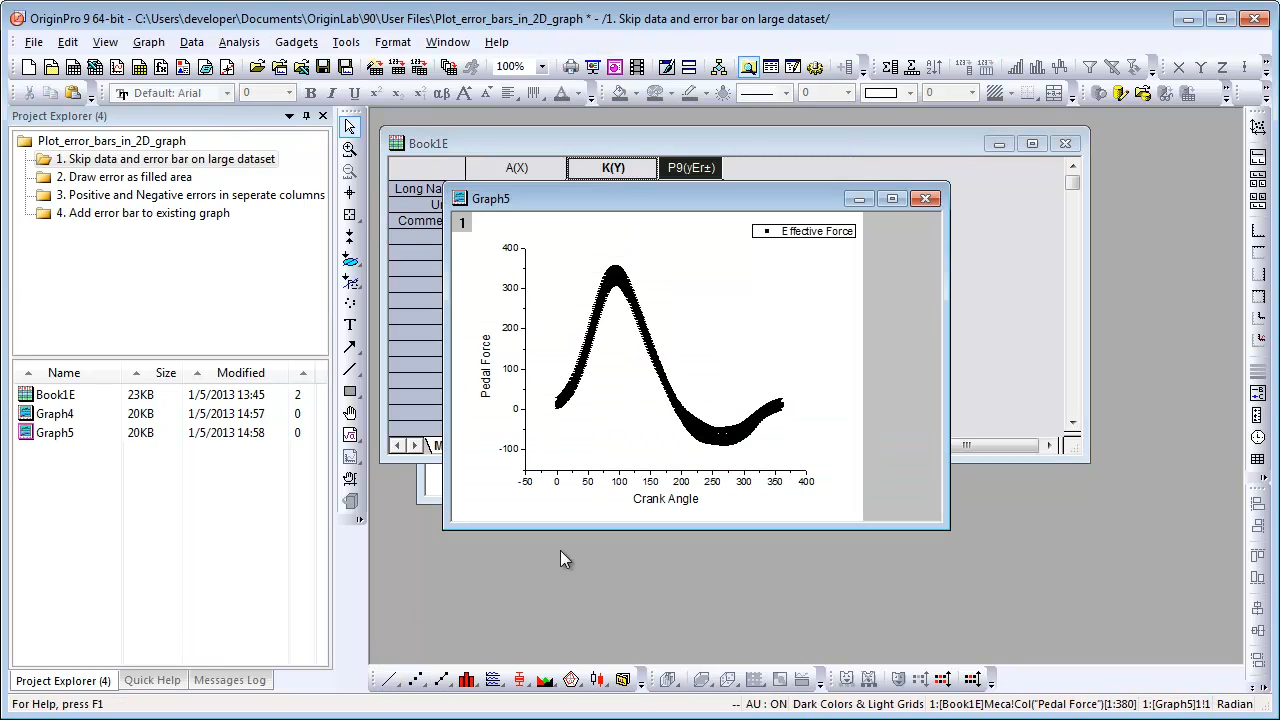 OriginPro 9 64-bit - C:\Users\developer\Documents\OriginLab\90\User Files\Plot_error_bars_in_2D_graph * - /1. Skip data and error bar on large dataset/
File Edit View Graph Data Analysis Gadgets Tools Format Window Help
100%
Default: Arial 0 B I U 0 0
Project Explorer (4)
Plot_error_bars_in_2D_graph
1. Skip data and error bar on large dataset
2. Draw error as filled area
3. Positive and Negative errors in seperate columns
4. Add error bar to existing graph
Name Size Modified
Book1E 23KB 1/5/2013 13:45 2
Graph4 20KB 1/5/2013 14:57 0
Graph5 20KB 1/5/2013 14:58 0
Book1E
A(X) K(Y) P9(yEr±)
Long Na
Un
Comme
Graph5
1
Effective Force
400
300
200
100
0
-100
Pedal Force
-50 0 50 100 150 200 250 300 350 400
Crank Angle
Project Explorer (4) Quick Help Messages Log
For Help, press F1
-- AU : ON Dark Colors & Light Grids 1:[Book1E]Meca!Col("Pedal Force")[1:380] 1:[Graph5]1!1 Radian